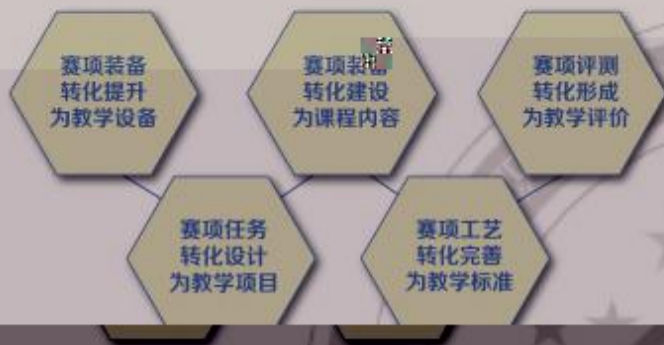 赛项装备
转化提升
为教学设备
赛项装备
转化建设
为课程内容
赛项评测
转化形成
为教学评价
赛项任务
转化设计
为教学项目
赛项工艺
转化完善
为教学标准